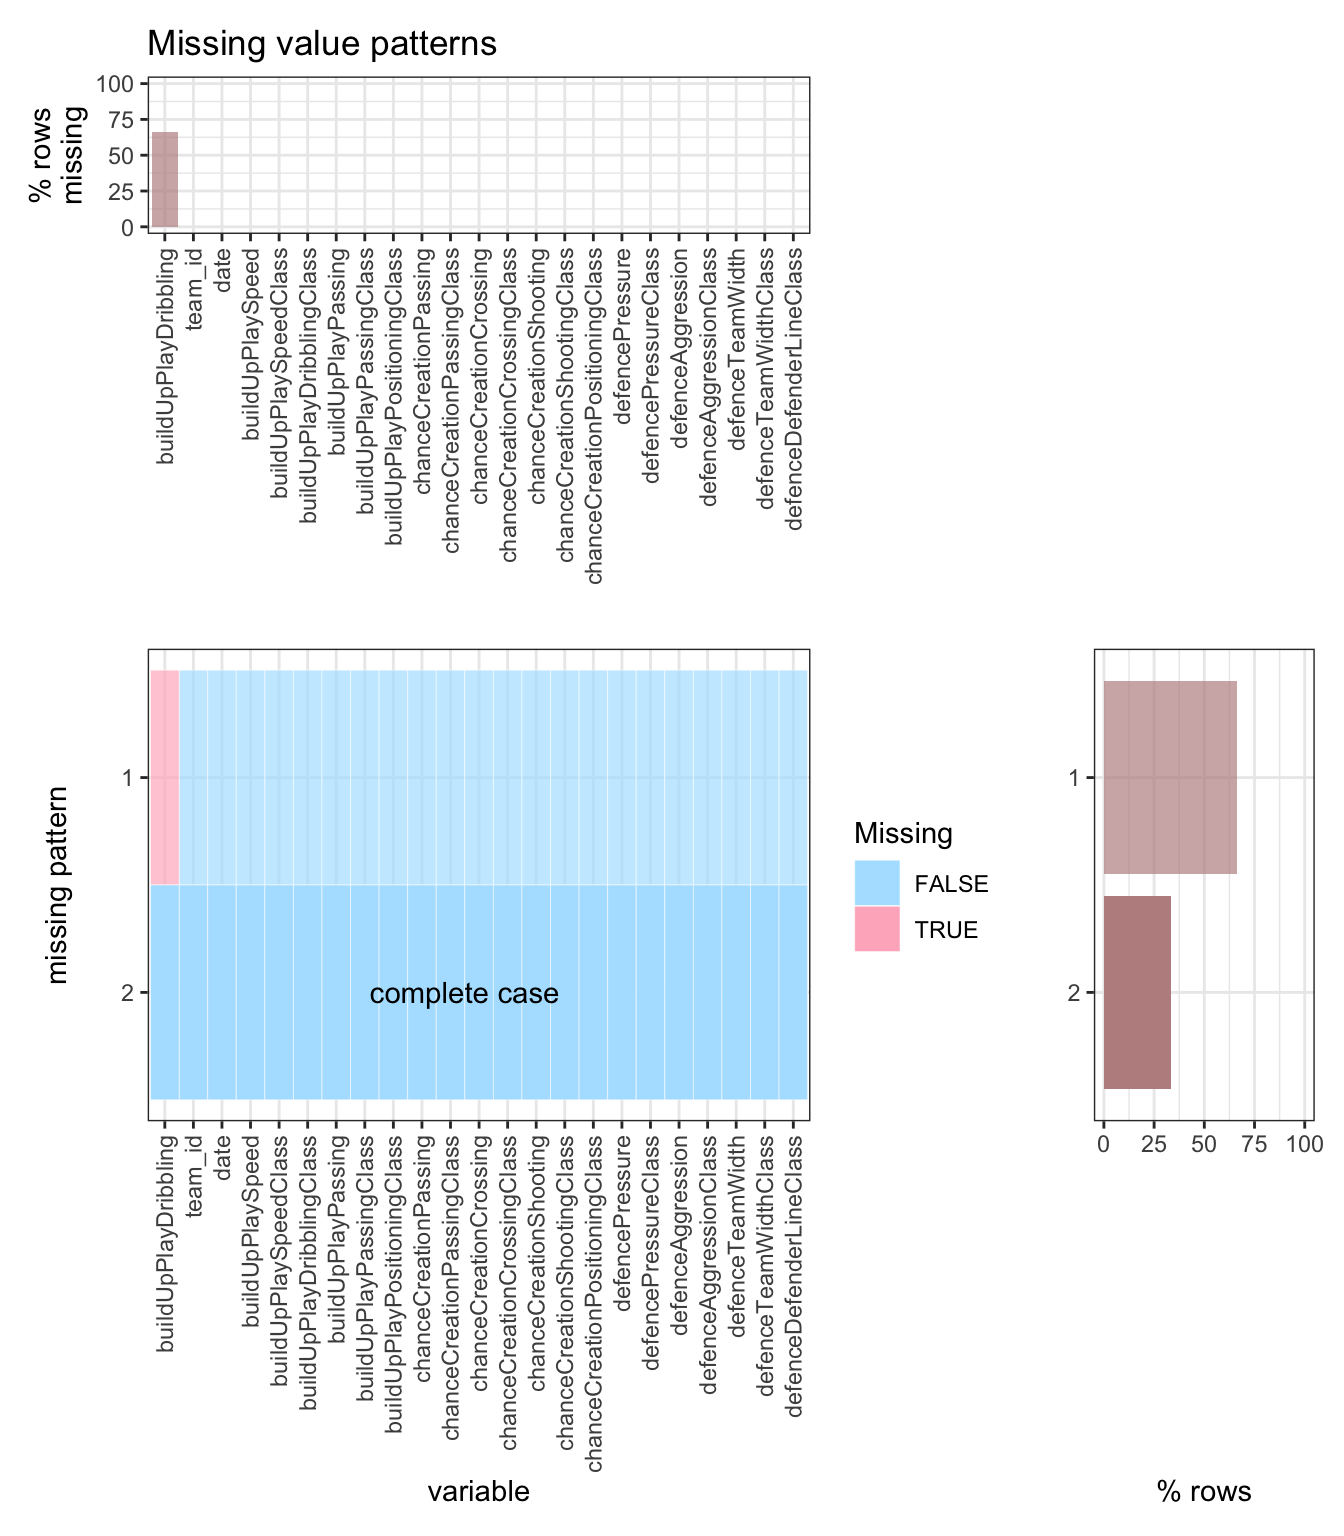 Missing value patterns
% rows
missing
100
75
50
25
0
buildUpPlayDribbling
team_id
date
buildUpPlaySpeed
buildUpPlaySpeedClass
buildUpPlayDribblingClass
buildUpPlayPassing
buildUpPlayPassingClass
buildUpPlayPositioningClass
chanceCreationPassing
chanceCreationPassingClass
chanceCreationCrossing
chanceCreationCrossingClass
chanceCreationShooting
chanceCreationShootingClass
chanceCreationPositioningClass
defencePressure
defencePressureClass
defenceAggression
defenceAggressionClass
defenceTeamWidth
defenceTeamWidthClass
defenceDefenderLineClass
missing pattern
1
2
complete case
buildUpPlayDribbling
team_id
date
buildUpPlaySpeed
buildUpPlaySpeedClass
buildUpPlayDribblingClass
buildUpPlayPassing
buildUpPlayPassingClass
buildUpPlayPositioningClass
chanceCreationPassing
chanceCreationPassingClass
chanceCreationCrossing
chanceCreationCrossingClass
chanceCreationShooting
chanceCreationShootingClass
chanceCreationPositioningClass
defencePressure
defencePressureClass
defenceAggression
defenceAggressionClass
defenceTeamWidth
defenceTeamWidthClass
defenceDefenderLineClass
variable
Missing
FALSE
TRUE
1
2
0 25 50 75 100
% rows